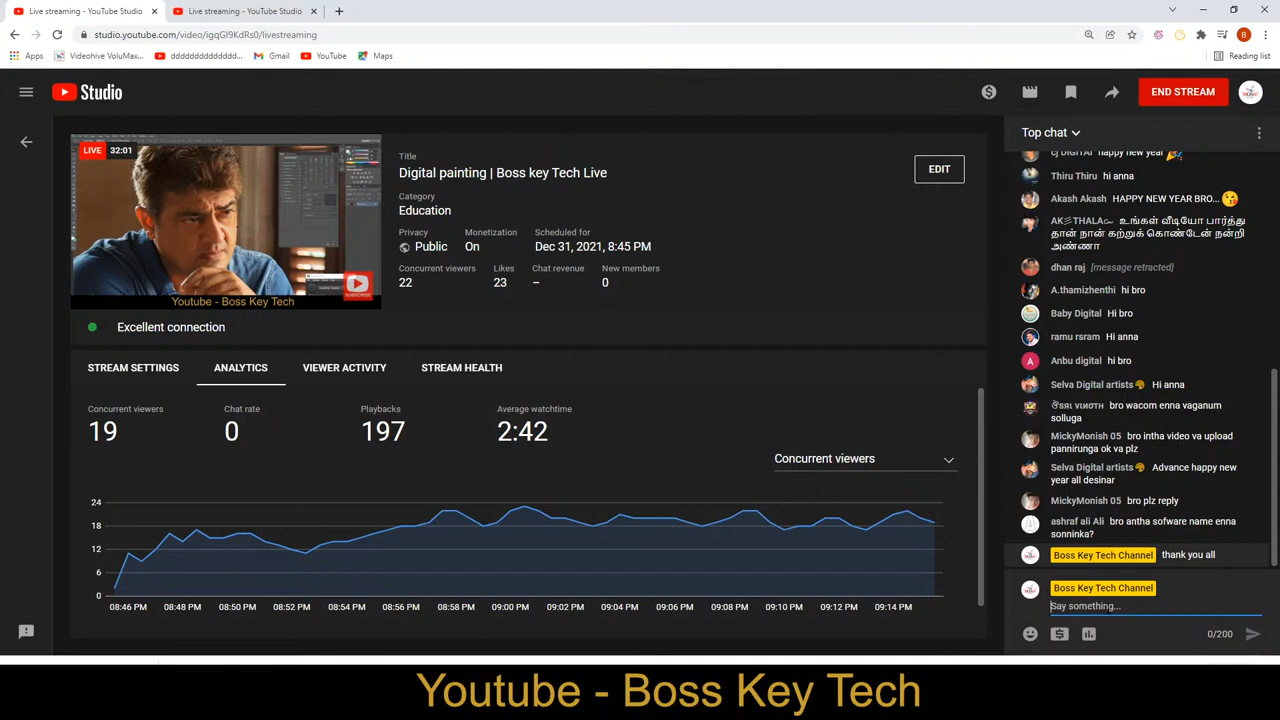 Live streaming - YouTube Studio
Live streaming - YouTube Studio
studio.youtube.com/video/igqGI9KdRs0/livestreaming
B
Apps
Videohive VoluMax...
dddddddddddddd...
Gmail
YouTube
Maps
Reading list
Studio
END STREAM
LIVE 32:01
Youtube - Boss Key Tech
Title
Digital painting | Boss key Tech Live
EDIT
Category
Education
Privacy Monetization Scheduled for
Public On Dec 31, 2021, 8:45 PM
Concurrent viewers Likes Chat revenue New members
22 23 – 0
Excellent connection
STREAM SETTINGS ANALYTICS VIEWER ACTIVITY STREAM HEALTH
Concurrent viewers Chat rate Playbacks Average watchtime
19 0 197 2:42
Concurrent viewers
24
18
12
6
0
08:46 PM 08:48 PM 08:50 PM 08:52 PM 08:54 PM 08:56 PM 08:58 PM 09:00 PM 09:02 PM 09:04 PM 09:06 PM 09:08 PM 09:10 PM 09:12 PM 09:14 PM
Top chat
cj DIGITAl happy new year
Thiru Thiru hi anna
Akash Akash HAPPY NEW YEAR BRO...
உங்கள் வீடியோ பார்த்து
தான் நான் கற்றுக் கொண்டேன் நன்றி
அண்ணா
dhan raj [message retracted]
A.thamizhenthi hi bro
Baby Digital Hi bro
ramu rsram Hi anna
A
Anbu digital hi bro
Selva Digital artists Hi anna
bro wacom enna vaganum
solluga
MickyMonish 05 bro intha video va upload
pannirunga ok va plz
Selva Digital artists Advance happy new
year all desinar
MickyMonish 05 bro plz reply
ashraf ali Ali bro antha sofware name enna
sonninka?
Boss Key Tech Channel thank you all
Boss Key Tech Channel
Say something...
0/200
Youtube - Boss Key Tech